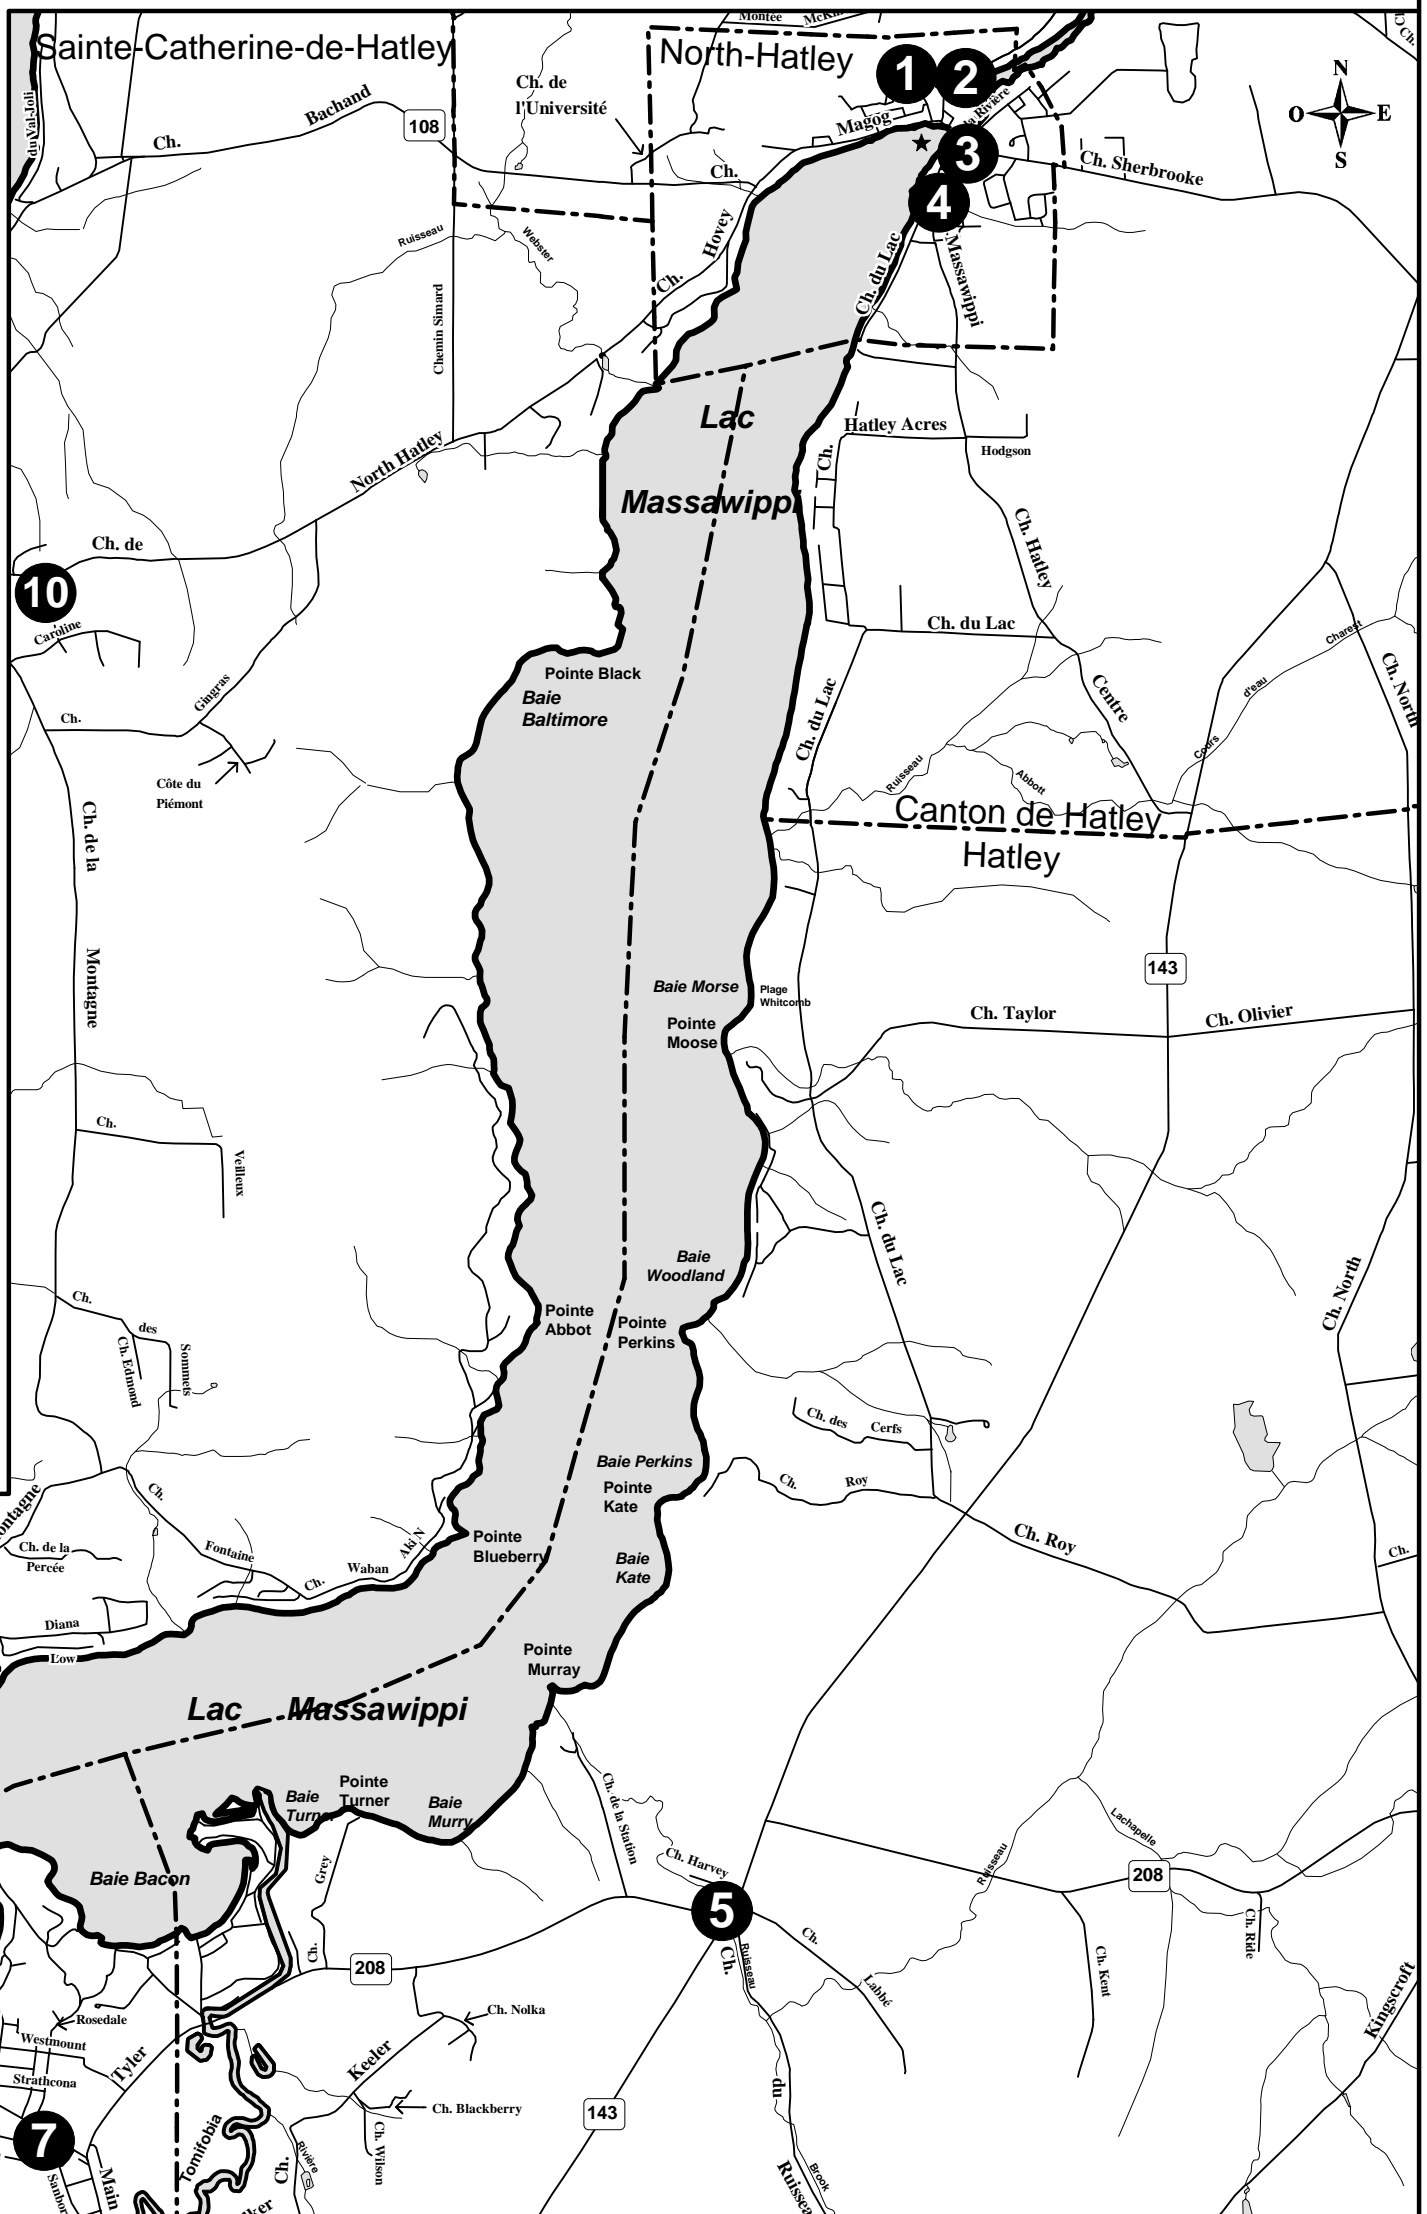 Sainte-Catherine-de-Hatley
North-Hatley
Montée
1
2
3
4
N
O
E
S
Ch. de
l'Université
du Val-Joli
Ch.
Bachand
108
Magog
la Rivière
Ch.
Ch. Sherbrooke
Hovey
Ch.
Ruisseau
Webster
Massawippi
Ch. du Lac
Chemin Simard
Lac
Massawippi
Hatley Acres
Ch.
Hodgson
North Hatley
Ch. de
10
Ch. Hatley
Caroline
Ch. du Lac
Charest
d'eau
Cours
Ch. North
Pointe Black
Baie
Baltimore
Gingras
Ch.
Côte du
Piémont
Ch. du Lac
Centre
Ruisseau
Abbott
Canton de Hatley
Hatley
Ch. de la
Montagne
143
Baie Morse
Plage
Whitcomb
Pointe
Moose
Ch. Taylor
Ch. Olivier
Ch.
Veilleux
Ch. du Lac
Baie
Woodland
Ch. North
Ch.
des
Sommets
Ch. Edmond
Pointe
Abbot
Pointe
Perkins
Ch. des
Cerfs
Baie Perkins
Pointe
Kate
Ch.
Roy
Ch. Roy
Ch.
Ch.
Fontaine
Ch. de la
Percée
Ch.
Waban
Aki N
Pointe
Blueberry
Baie
Kate
Diana
Low
Pointe
Murray
Lac Massawippi
Baie
Turner
Pointe
Turner
Baie
Murry
Ch. de la Station
Ch. Harvey
Lachapelle
Ruisseau
208
Baie Bacon
Grey
Ch.
5
Ch.
Labbé
Ch. Kent
Ch. Ride
208
Ch.
Ruisseau
du
Ruissea
Brook
Kingscroft
Rosedale
Westmount
Strathcona
Tyler
Ch. Nolka
Keeler
Ch. Blackberry
Ch. Wilson
143
7
Main
Sanbor
Tomifobia
Rivière
Ch.